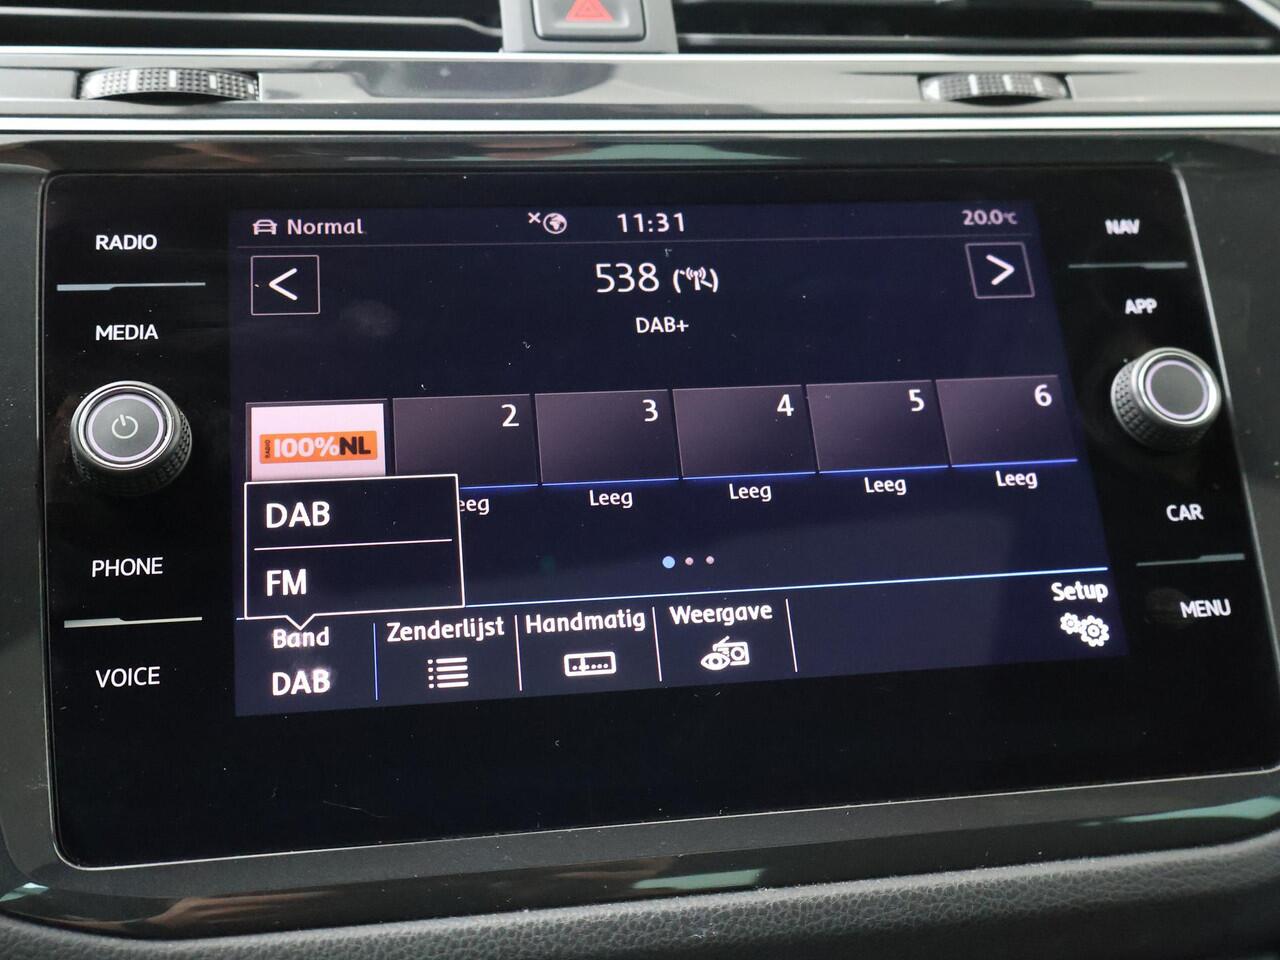 RADIO
MEDIA
PHONE
VOICE
Normal
11:31
20.0°C
<
538
>
DAB+
RADIO 100%NL
2
3
4
5
6
eeg
Leeg
Leeg
Leeg
Leeg
DAB
FM
Band
DAB
Zenderlijst
Handmatig
Weergave
Setup
NAV
APP
CAR
MENU